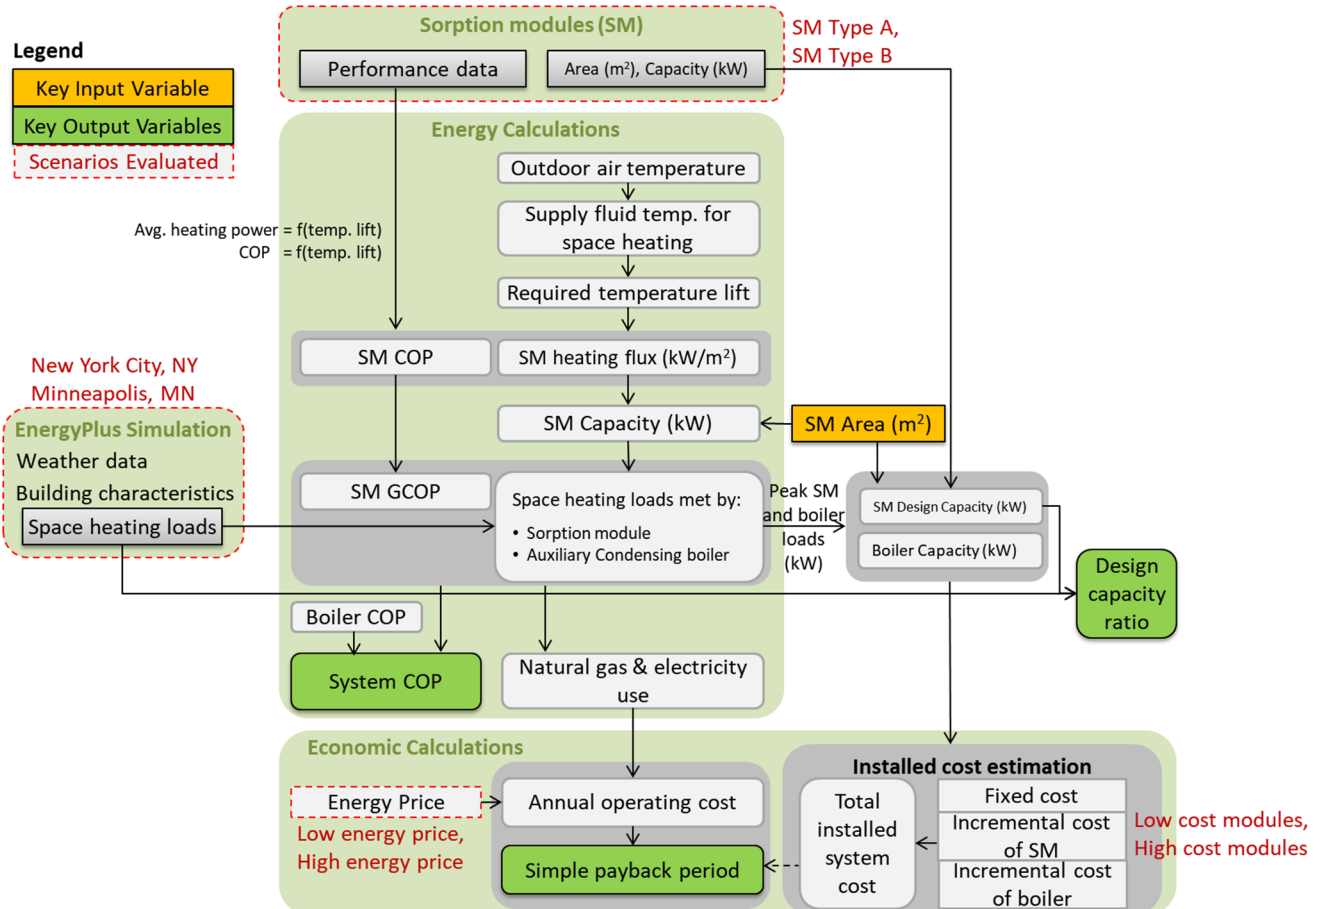 Sorption modules (SM)
SM Type A,
SM Type B
Performance data
Area (m²), Capacity (kW)
Legend
Key Input Variable
Key Output Variables
Scenarios Evaluated
Energy Calculations
Outdoor air temperature
Supply fluid temp. for
space heating
Avg. heating power = f(temp. lift)
COP = f(temp. lift)
Required temperature lift
SM COP
SM heating flux (kW/m²)
New York City, NY
Minneapolis, MN
EnergyPlus Simulation
Weather data
Building characteristics
Space heating loads
SM Capacity (kW)
SM Area (m²)
SM GCOP
Space heating loads met by:
• Sorption module
• Auxiliary Condensing boiler
Peak SM
and boiler
loads
(kW)
SM Design Capacity (kW)
Boiler Capacity (kW)
Design
capacity
ratio
Boiler COP
System COP
Natural gas & electricity
use
Economic Calculations
Energy Price
Low energy price,
High energy price
Annual operating cost
Simple payback period
Installed cost estimation
Total
installed
system
cost
Fixed cost
Incremental cost
of SM
Incremental cost
of boiler
Low cost modules,
High cost modules